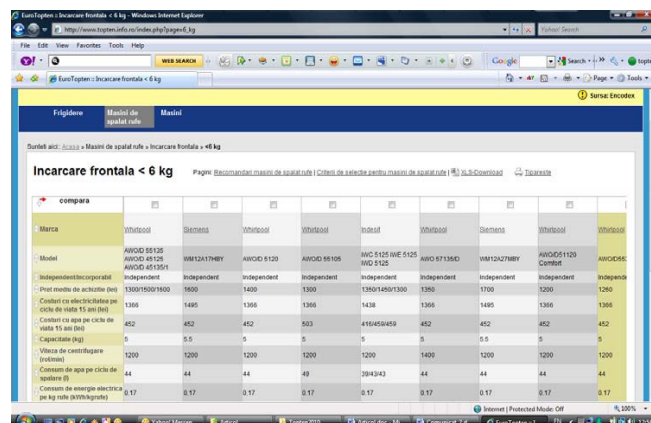 EuroTopten :: Incarcare frontala < 6 kg - Windows Internet Explorer
http://www.topten.info.ro/index.php?page=6_kg
Yahoo! Search
File Edit View Favorites Tools Help
WEB SEARCH
Google
Search
EuroTopten :: Incarcare frontala < 6 kg
Page Tools
Sursa: Encodex
Frigidere Masini de spalat rufe Masini
Sunteti aici: Acasa » Masini de spalat rufe » Incarcare frontala » <6 kg
Incarcare frontala < 6 kg
Pagini: Recomandari masini de spalat rufe | Criterii de selectie pentru masini de spalat rufe | XLS-Download Tipareste
compara
Marca Whirlpool Siemens Whirlpool Whirlpool Indesit Whirlpool Siemens Whirlpool Whirlpool
Model AWO/D 55135 AWO/D 45125 AWO/D 45135/1 WM12A17HBY AWO/D 5120 AWO/D 55105 IWC 5125 IWE 5125 IWD 5125 AWO 57135/D WM12A27MBY AWO/D51120 Comfort
Independent/Incorporabil Independent Independent Independent Independent Independent Independent Independent Independent
Pret mediu de achizitie (lei) 1300/1500/1600 1600 1400 1300 1350/1450/1300 1350 1700 1200 1260
Costuri cu electricitatea pe ciclu de viata 15 ani (lei) 1366 1495 1366 1366 1438 1366 1495 1366 1366
Costuri cu apa pe ciclu de viata 15 ani (lei) 452 452 452 503 416/459/459 452 452 452 452
Capacitate (kg) 5 5.5 5 5 5 5 5.5 5 5
Viteza de centrifugare (rot/min) 1200 1200 1200 1000 1200 1400 1200 1200 1200
Consum de apa pe ciclu de spalare (l) 44 44 44 49 39/43/43 44 44 44 44
Consum de energie electrica pe kg rufe (kWh/kgrufe) 0.17 0.17 0.17 0.17 0.17 0.17 0.17 0.17 0.17
Internet | Protected Mode: Off 100%